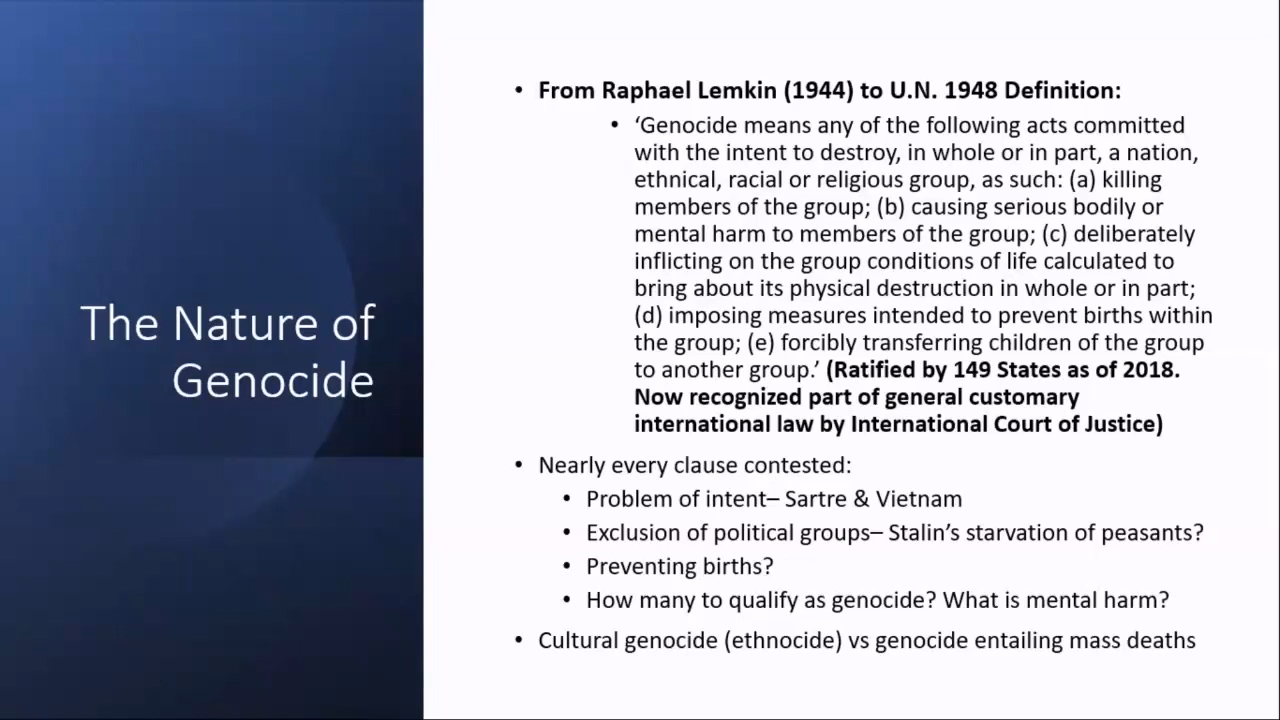 The Nature of
Genocide
• From Raphael Lemkin (1944) to U.N. 1948 Definition:
• ‘Genocide means any of the following acts committed
with the intent to destroy, in whole or in part, a nation,
ethnical, racial or religious group, as such: (a) killing
members of the group; (b) causing serious bodily or
mental harm to members of the group; (c) deliberately
inflicting on the group conditions of life calculated to
bring about its physical destruction in whole or in part;
(d) imposing measures intended to prevent births within
the group; (e) forcibly transferring children of the group
to another group.’ (Ratified by 149 States as of 2018.
Now recognized part of general customary
international law by International Court of Justice)
• Nearly every clause contested:
• Problem of intent– Sartre & Vietnam
• Exclusion of political groups– Stalin’s starvation of peasants?
• Preventing births?
• How many to qualify as genocide? What is mental harm?
• Cultural genocide (ethnocide) vs genocide entailing mass deaths